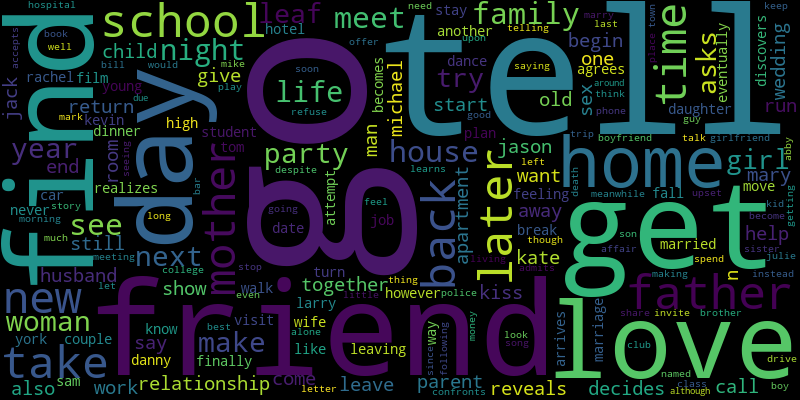 hospital
school
leaf
meet
family
need
marry
last
town
keep
accepts
book
well
night
hotel
stay
another
telling
tell
time
asks
eventually
place
discovers
wedding
find
bill
would
child
mike
give
offer
upon
begin
one
agrees
jack
rachel
film
day
soon
life
refuse
dance
saying
try
becomes
michael
sex
around
think
phone
young
due
play
return
start
old
daughter
run
mark
kevin
high
student
go
man
plan
good
guy
dinner
tom
party
house
jason
trip
boyfriend
talk
girlfriend
abby
year
room
seeing
mother
despite
learns
back
left
home
girl
mary
end
realizes
bar
attempt
feel
apartment
want
death
meanwhile
fall
upset
move
kid
getting
car
story
never
morning
long
going
job
date
later
feeling
away
get
become
see
much
still
meeting
next
though
son
married
help
sister
julie
husband
college
stop
turn
living
break
kate
affair
spend
n
instead
let
show
walk
even
together
thing
police
admits
kiss
making
father
new
friend
little
however
love
share
invite
brother
woman
know
visit
best
larry
wife
alone
way
since
following
money
look
song
arrives
marriage
club
york
couple
say
make
finally
like
leaving
drive
take
danny
confronts
named
also
sam
work
relationship
come
letter
leave
parent
reveals
decides
class
although
call
boy